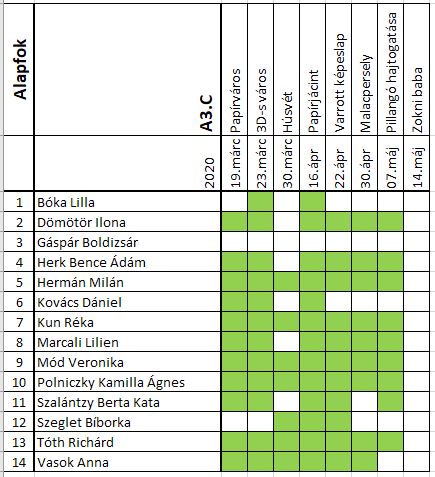 Alapfok
A3.C
2020
Papírváros
3D-s város
Húsvét
Papírjácint
Varrott képeslap
Malacpersely
Pillangó hajtogatása
Zokni baba
19.márc
23.márc
30.márc
16.ápr
22.ápr
30.ápr
07.máj
14.máj
1 Bóka Lilla
2 Dömötör Ilona
3 Gáspár Boldizsár
4 Herk Bence Ádám
5 Hermán Milán
6 Kovács Dániel
7 Kun Réka
8 Marcali Lilien
9 Mód Veronika
10 Polniczky Kamilla Ágnes
11 Szalántzy Berta Kata
12 Szeglet Bíborka
13 Tóth Richárd
14 Vasok Anna